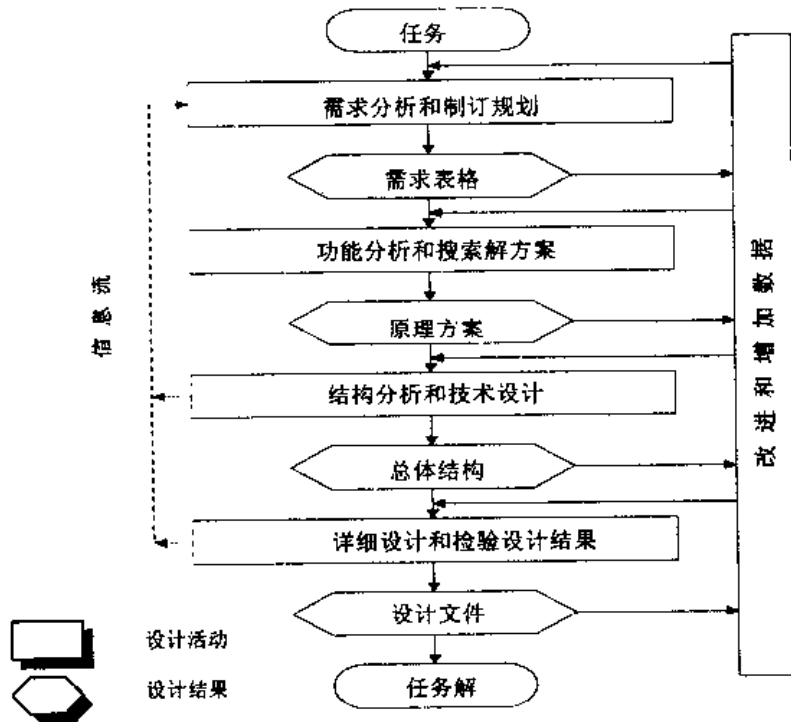 任务
需求分析和制订规划
需求表格
功能分析和搜索解方案
原理方案
结构分析和技术设计
总体结构
详细设计和检验设计结果
设计文件
任务解
信息流
改进和增加数据
设计活动
设计结果